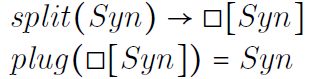 split(Syn) → □[Syn]
plug(□[Syn]) = Syn